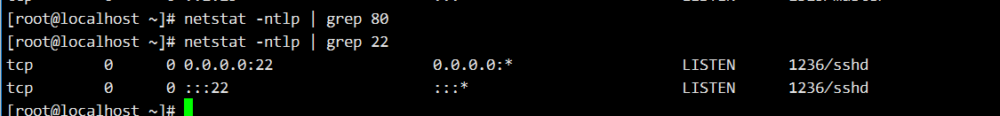 [root@localhost ~]# netstat -ntlp | grep 80
[root@localhost ~]# netstat -ntlp | grep 22
tcp        0      0 0.0.0.0:22                  0.0.0.0:*                   LISTEN      1236/sshd
tcp        0      0 :::22                       :::*                        LISTEN      1236/sshd
[root@localhost ~]#